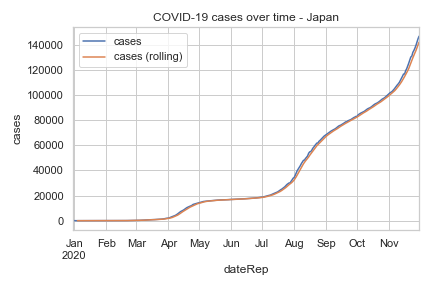 COVID-19 cases over time - Japan
cases
cases (rolling)
140000
120000
100000
80000
60000
40000
20000
0
cases
Jan Feb Mar Apr May Jun Jul Aug Sep Oct Nov
2020
dateRep